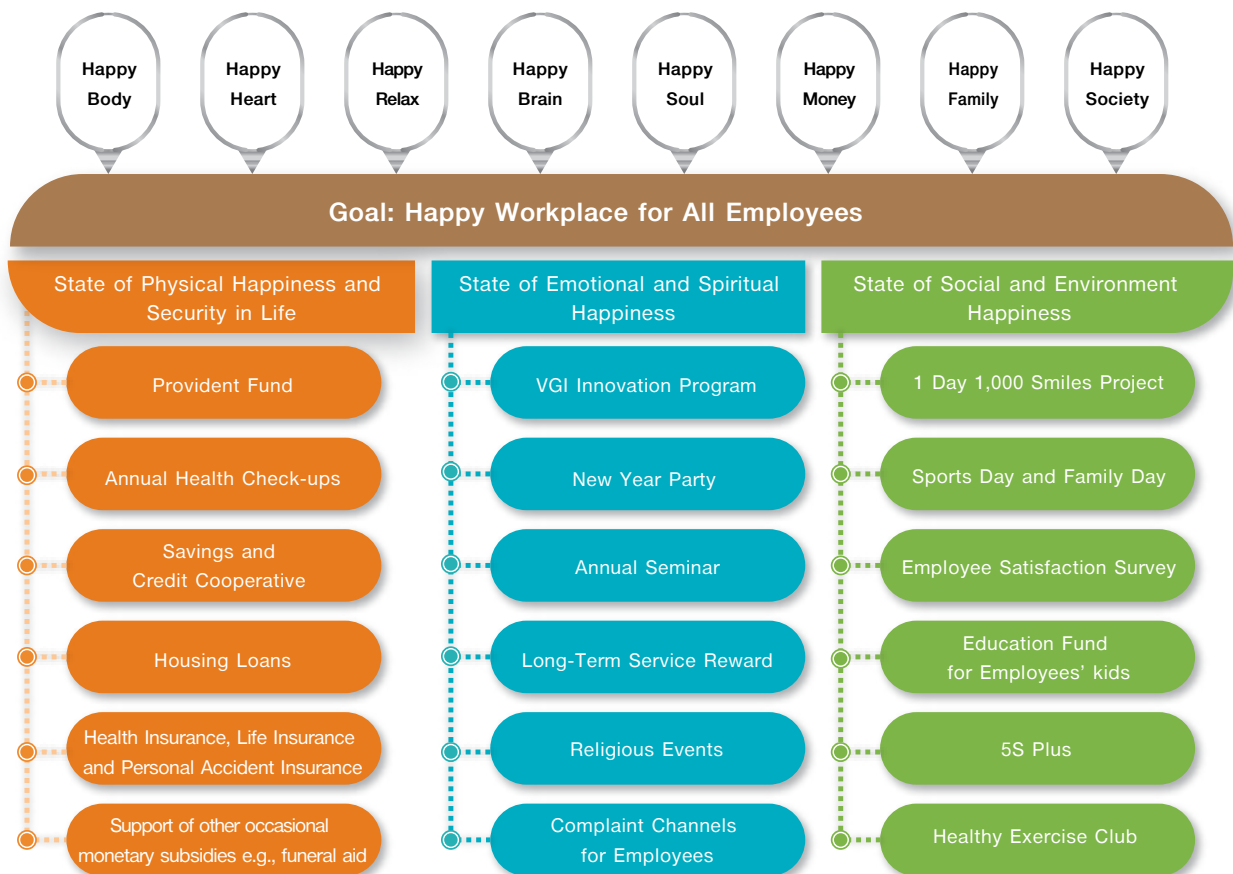 Happy
Body
Happy
Heart
Happy
Relax
Happy
Brain
Happy
Soul
Happy
Money
Happy
Family
Happy
Society
Goal: Happy Workplace for All Employees
State of Physical Happiness and
Security in Life
Provident Fund
Annual Health Check-ups
Savings and
Credit Cooperative
Housing Loans
Health Insurance, Life Insurance
and Personal Accident Insurance
Support of other occasional
monetary subsidies e.g., funeral aid
State of Emotional and Spiritual
Happiness
VGI Innovation Program
New Year Party
Annual Seminar
Long-Term Service Reward
Religious Events
Complaint Channels
for Employees
State of Social and Environment
Happiness
1 Day 1,000 Smiles Project
Sports Day and Family Day
Employee Satisfaction Survey
Education Fund
for Employees' kids
5S Plus
Healthy Exercise Club